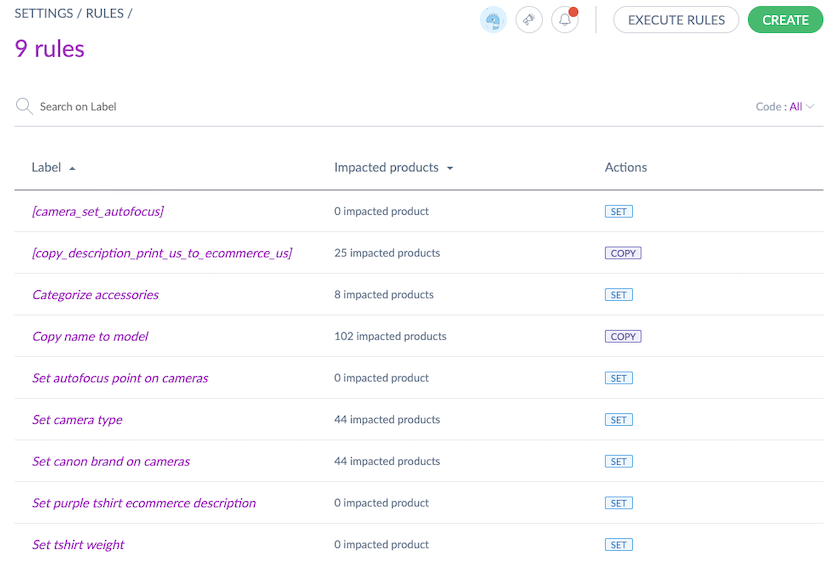 SETTINGS / RULES /
EXECUTE RULES
CREATE
9 rules
Search on Label
Code : All
Label Impacted products Actions
[camera_set_autofocus] 0 impacted product SET
[copy_description_print_us_to_ecommerce_us] 25 impacted products COPY
Categorize accessories 8 impacted products SET
Copy name to model 102 impacted products COPY
Set autofocus point on cameras 0 impacted product SET
Set camera type 44 impacted products SET
Set canon brand on cameras 44 impacted products SET
Set purple tshirt ecommerce description 0 impacted product SET
Set tshirt weight 0 impacted product SET